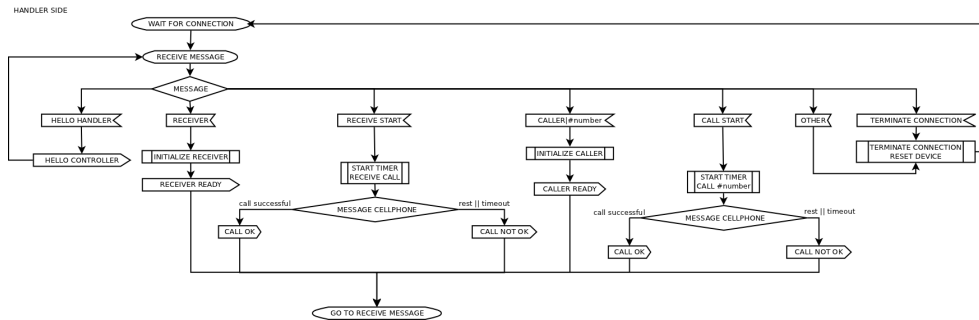 HANDLER SIDE
WAIT FOR CONNECTION
RECEIVE MESSAGE
MESSAGE
HELLO HANDLER
RECEIVER
RECEIVE START
CALLER|#number
CALL START
OTHER
TERMINATE CONNECTION
HELLO CONTROLLER
INITIALIZE RECEIVER
INITIALIZE CALLER
TERMINATE CONNECTION
RESET DEVICE
START TIMER
RECEIVE CALL
START TIMER
CALL #number
RECEIVER READY
CALLER READY
call successful
MESSAGE CELLPHONE
rest || timeout
call successful
MESSAGE CELLPHONE
rest || timeout
CALL OK
CALL NOT OK
CALL OK
CALL NOT OK
GO TO RECEIVE MESSAGE